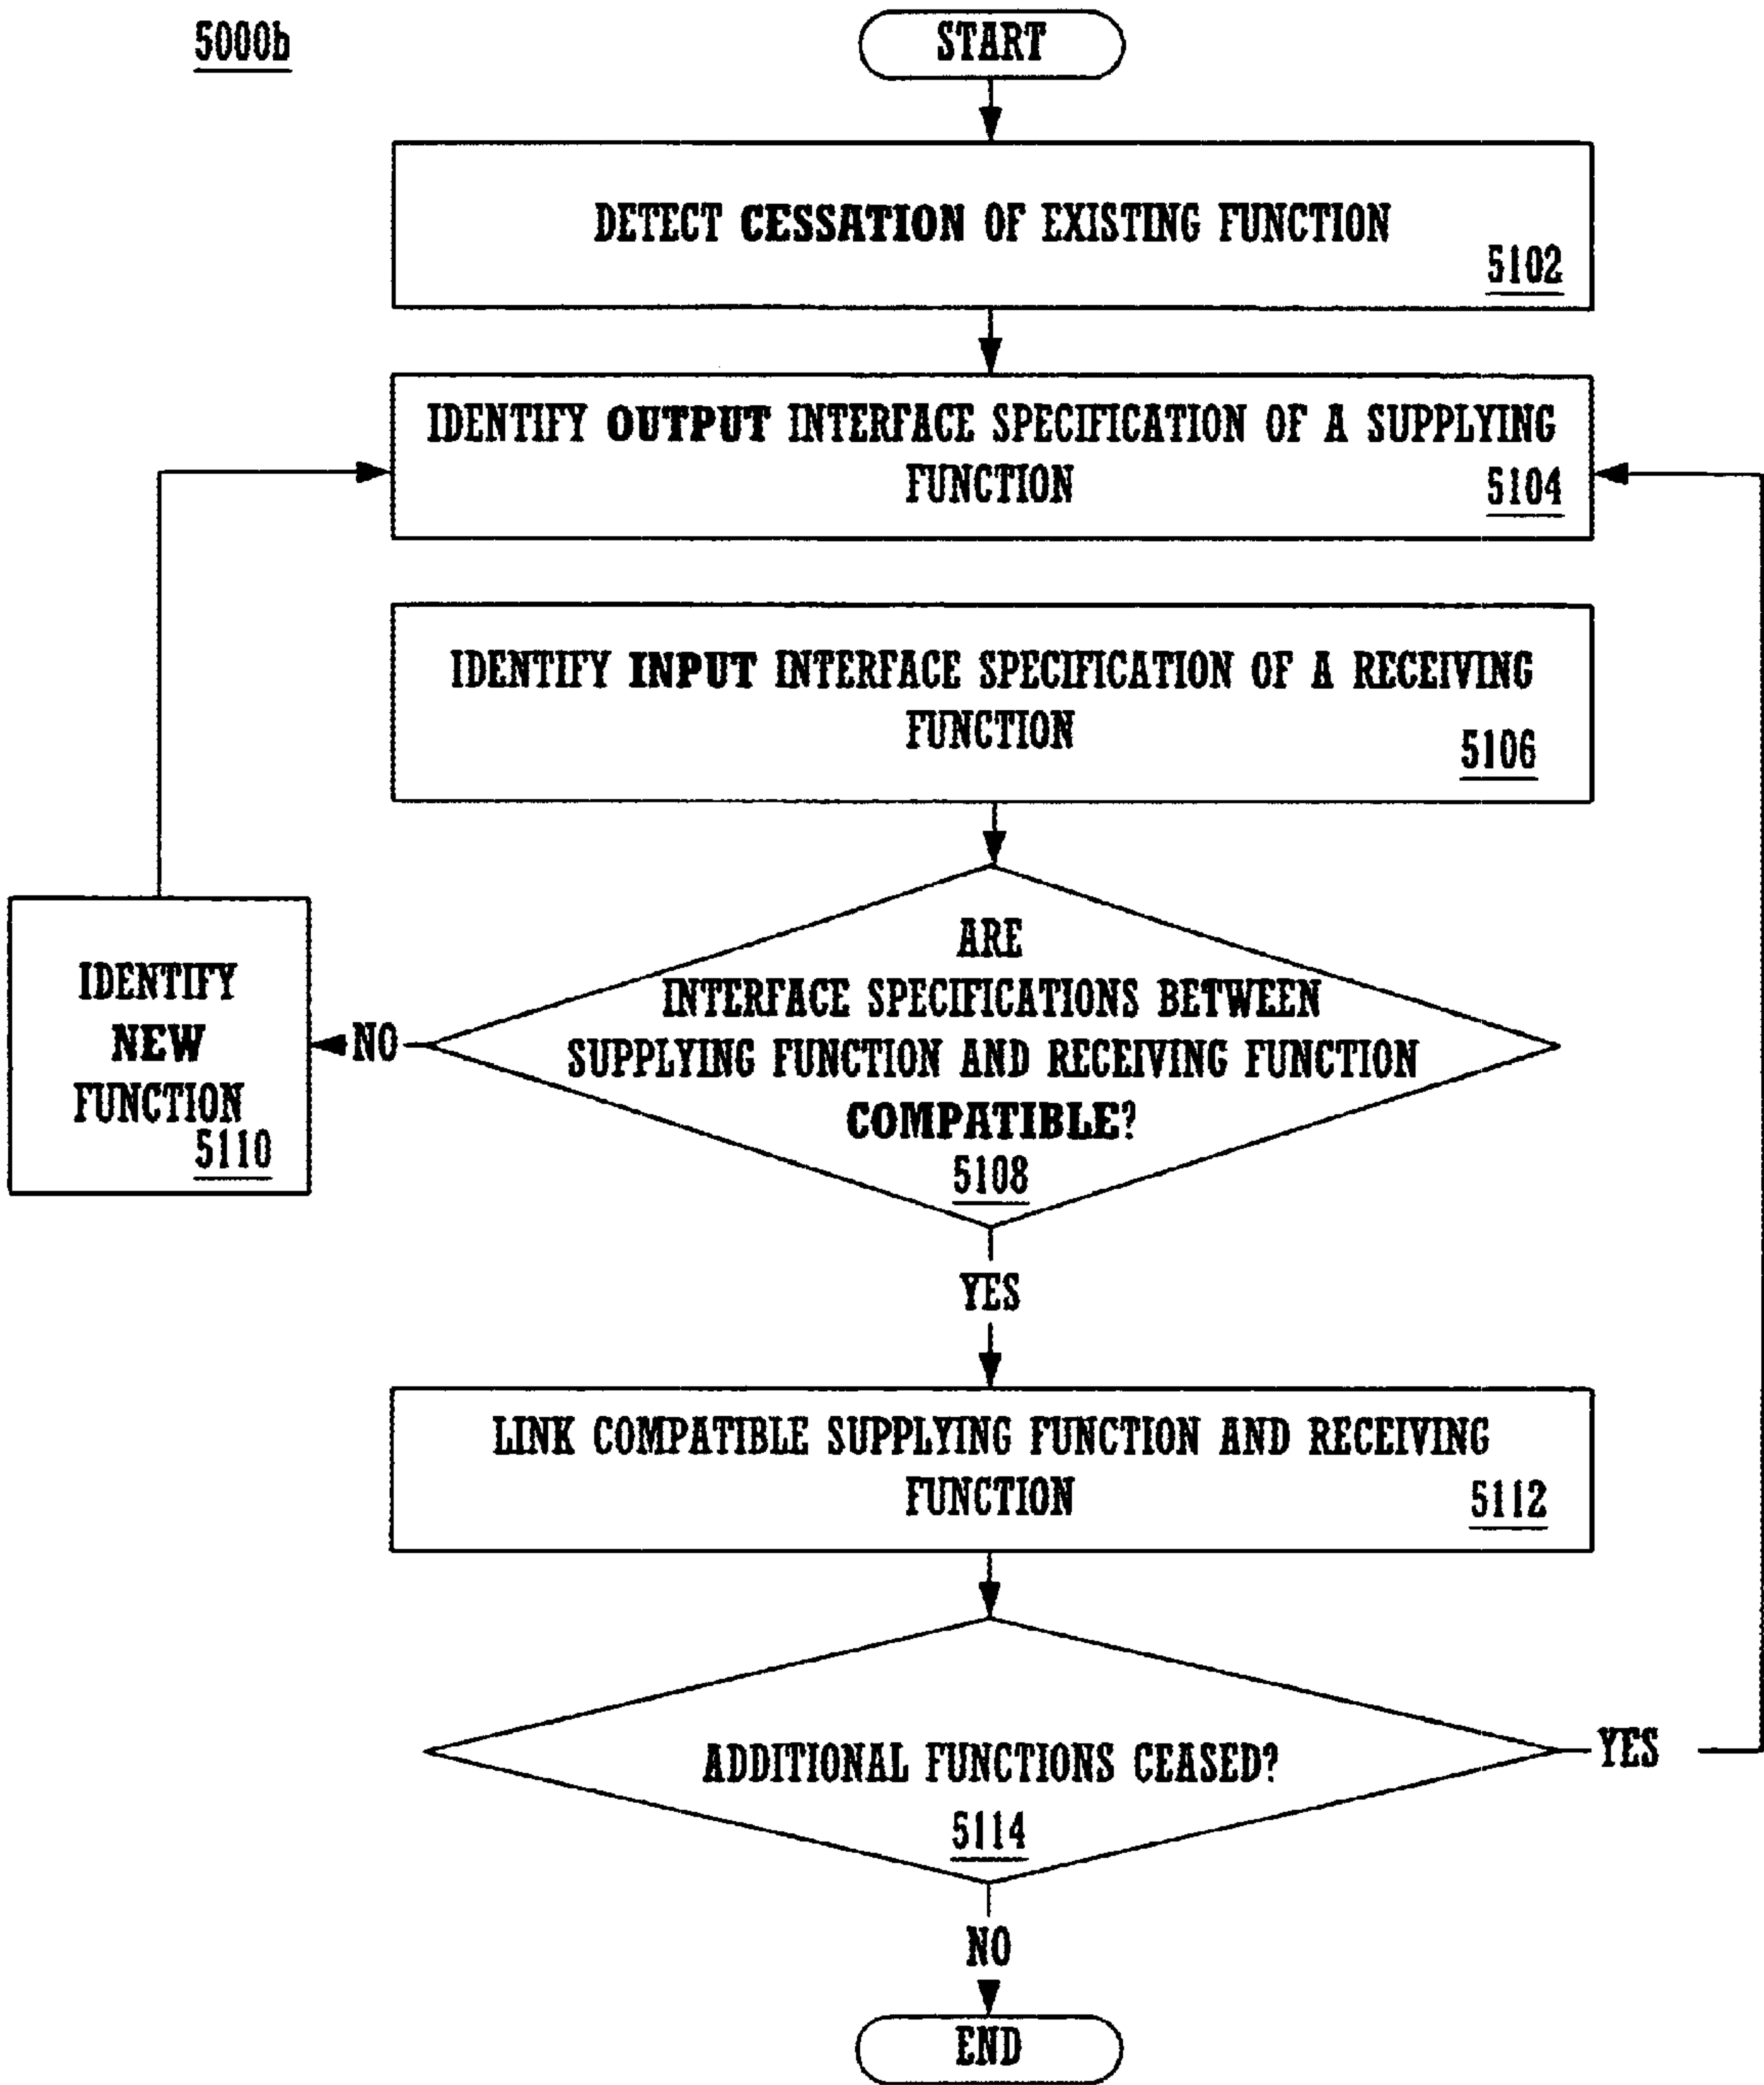 5000b
START
DETECT CESSATION OF EXISTING FUNCTION
5102
IDENTIFY OUTPUT INTERFACE SPECIFICATION OF A SUPPLYING
FUNCTION
5104
IDENTIFY INPUT INTERFACE SPECIFICATION OF A RECEIVING
FUNCTION
5106
ARE
INTERFACE SPECIFICATIONS BETWEEN
SUPPLYING FUNCTION AND RECEIVING FUNCTION
COMPATIBLE?
5108
NO
IDENTIFY
NEW
FUNCTION
5110
YES
LINK COMPATIBLE SUPPLYING FUNCTION AND RECEIVING
FUNCTION
5112
ADDITIONAL FUNCTIONS CEASED?
5114
YES
NO
END